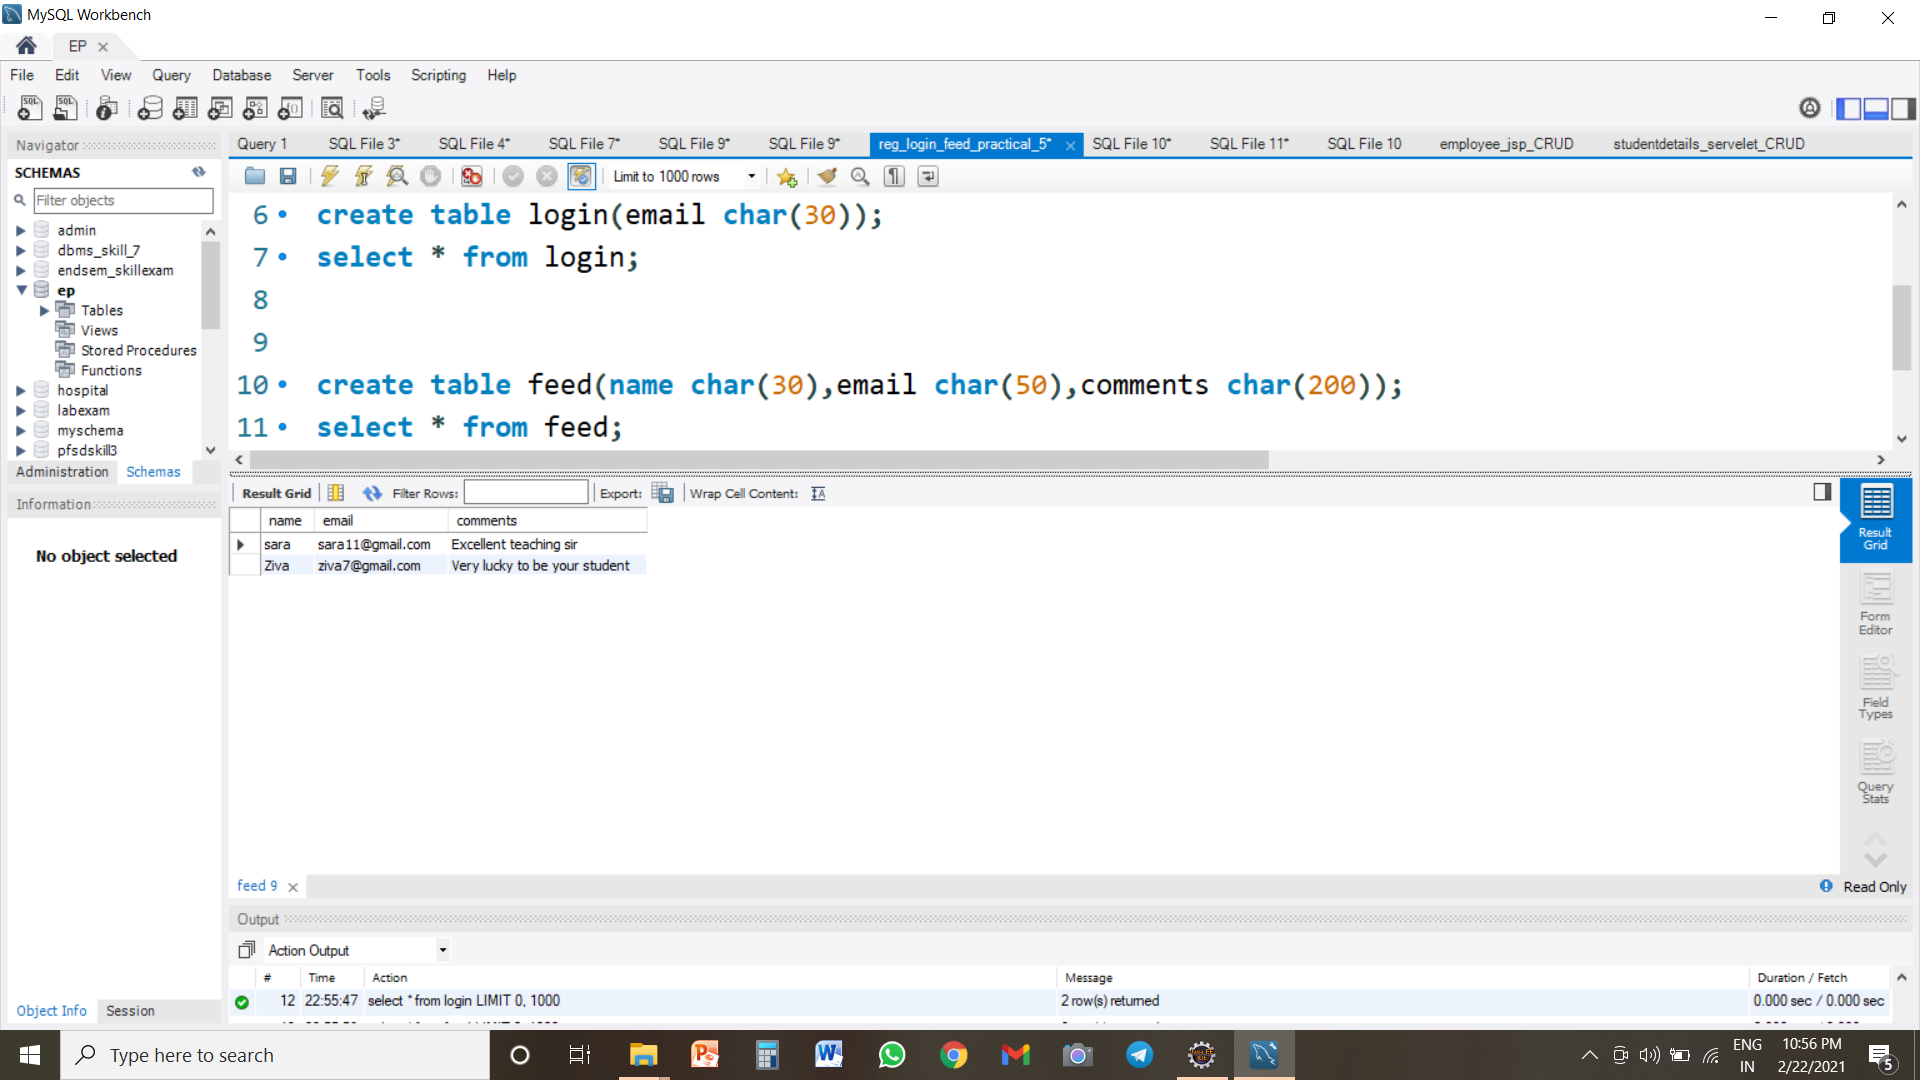 MySQL Workbench
EP
File Edit View Query Database Server Tools Scripting Help
Navigator
SCHEMAS
Filter objects
admin
dbms_skill_7
endsem_skillexam
ep
Tables
Views
Stored Procedures
Functions
hospital
labexam
myschema
pfsdskill3
Administration Schemas
Information
No object selected
Object Info Session
Query 1 SQL File 3* SQL File 4* SQL File 7* SQL File 9* SQL File 9* reg_login_feed_practical_5* SQL File 10* SQL File 11* SQL File 10 employee_jsp_CRUD studentdetails_servelet_CRUD
Limit to 1000 rows
6 create table login(email char(30));
7 select * from login;
8
9
10 create table feed(name char(30),email char(50),comments char(200));
11 select * from feed;
Result Grid Filter Rows: Export: Wrap Cell Content:
name email comments
sara sara11@gmail.com Excellent teaching sir
Ziva ziva7@gmail.com Very lucky to be your student
Result
Grid
Form
Editor
Field
Types
Query
Stats
feed 9
Read Only
Output
Action Output
# Time Action Message Duration / Fetch
12 22:55:47 select * from login LIMIT 0, 1000 2 row(s) returned 0.000 sec / 0.000 sec
Type here to search
ENG
IN
10:56 PM
2/22/2021
5